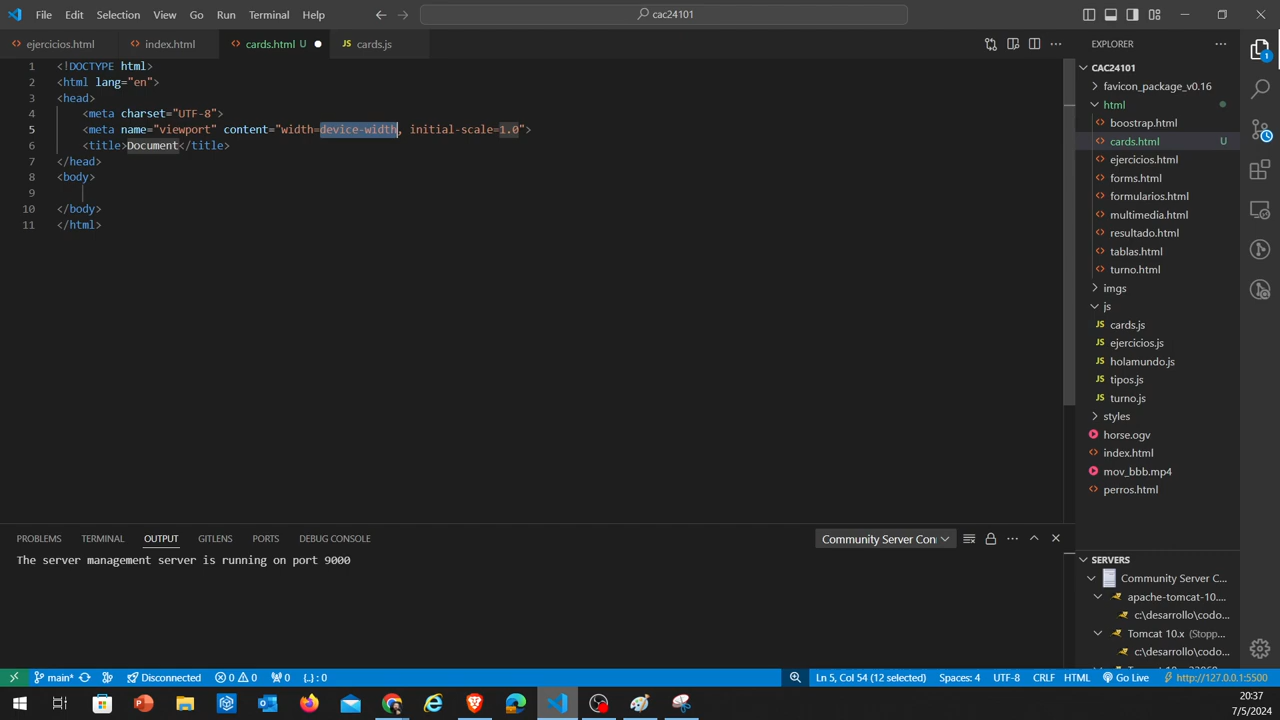 File Edit Selection View Go Run Terminal Help
cac24101
ejercicios.html index.html cards.html U cards.js
1 <!DOCTYPE html>
2 <html lang="en">
3 <head>
4 <meta charset="UTF-8">
5 <meta name="viewport" content="width=device-width, initial-scale=1.0">
6 <title>Document</title>
7 </head>
8 <body>
9
10 </body>
11 </html>
EXPLORER
CAC24101
favicon_package_v0.16
html
boostrap.html
cards.html U
ejercicios.html
forms.html
formularios.html
multimedia.html
resultado.html
tablas.html
turno.html
imgs
js
cards.js
ejercicios.js
holamundo.js
tipos.js
turno.js
styles
horse.ogv
index.html
mov_bbb.mp4
perros.html
SERVERS
Community Server C...
apache-tomcat-10....
c:\desarrollo\codo...
Tomcat 10.x (Stopp...
c:\desarrollo\codo...
1
PROBLEMS TERMINAL OUTPUT GITLENS PORTS DEBUG CONSOLE
Community Server Con
The server management server is running on port 9000
main* Disconnected 0 0 0 {..} : 0
Ln 5, Col 54 (12 selected) Spaces: 4 UTF-8 CRLF HTML Go Live http://127.0.0.1:5500
20:37
7/5/2024